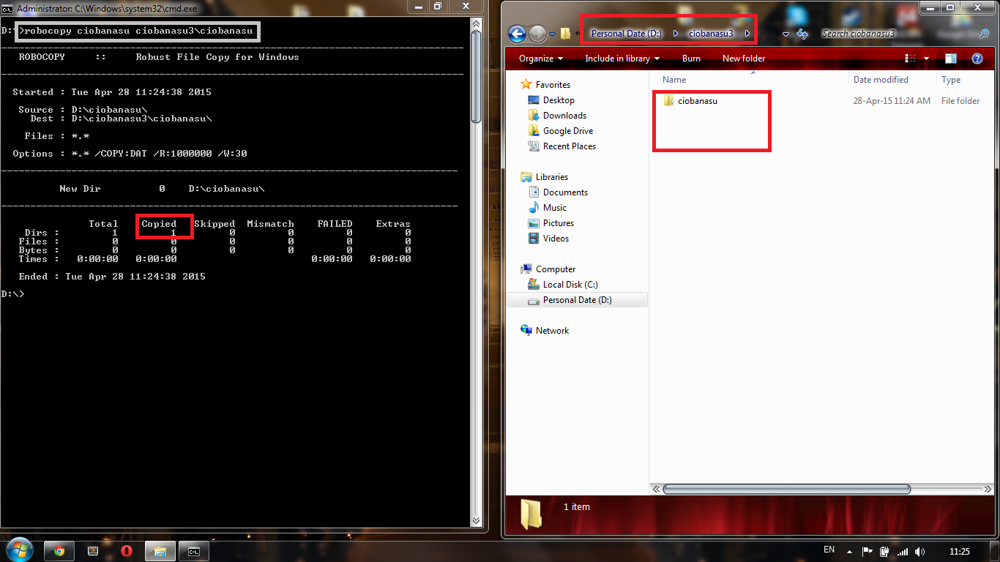 Administrator: C:\Windows\system32\cmd.exe
D:\>robocopy ciobanasu ciobanasu3\ciobanasu
ROBOCOPY :: Robust File Copy for Windows
Started : Tue Apr 28 11:24:38 2015
Source : D:\ciobanasu\
Dest : D:\ciobanasu3\ciobanasu\
Files : *.*
Options : *.* /COPY:DAT /R:1000000 /W:30
New Dir 0 D:\ciobanasu\
Total Copied Skipped Mismatch FAILED Extras
Dirs : 1 1 0 0 0 0
Files : 0 0 0 0 0 0
Bytes : 0 0 0 0 0 0
Times : 0:00:00 0:00:00 0:00:00 0:00:00
Ended : Tue Apr 28 11:24:38 2015
D:\>
« Personal Date (D:) ciobanasu3
Search ciobanasu3
Organize Include in library Burn New folder
Name Date modified Type
ciobanasu 28-Apr-15 11:24 AM File folder
Favorites
Desktop
Downloads
Google Drive
Recent Places
Libraries
Documents
Music
Pictures
Videos
Computer
Local Disk (C:)
Personal Date (D:)
Network
1 item
EN 11:25